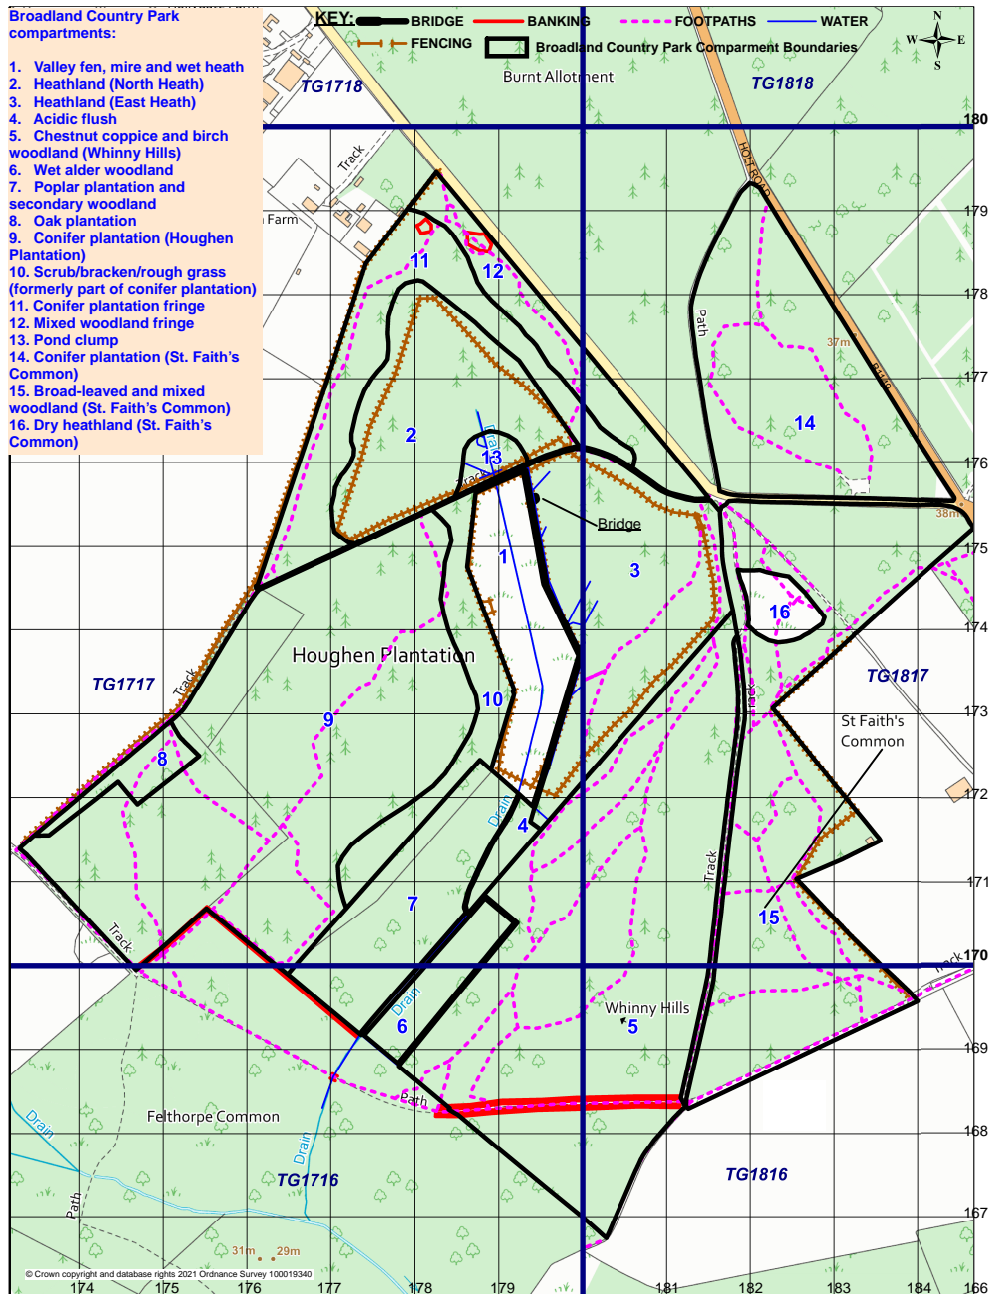 Broadland Country Park
compartments:
1. Valley fen, mire and wet heath
2. Heathland (North Heath)
3. Heathland (East Heath)
4. Acidic flush
5. Chestnut coppice and birch
woodland (Whinny Hills)
6. Wet alder woodland
7. Poplar plantation and
secondary woodland
8. Oak plantation
9. Conifer plantation (Houghen
Plantation)
10. Scrub/bracken/rough grass
(formerly part of conifer plantation)
11. Conifer plantation fringe
12. Mixed woodland fringe
13. Pond clump
14. Conifer plantation (St. Faith's
Common)
15. Broad-leaved and mixed
woodland (St. Faith's Common)
16. Dry heathland (St. Faith's
Common)
KEY: BRIDGE BANKING FOOTPATHS WATER
FENCING Broadland Country Park Comparment Boundaries
N
W E
S
Burnt Allotment
TG1718
TG1818
180
HOLT ROAD
Track
179
Farm
11
12
178
Path
37m
B1149
177
14
2
Drain
13
176
Track
38m
Bridge
175
1
3
16
174
Houghen Plantation
TG1717
Track
TG1817
10
Track
9
173
St Faith's
Common
8
172
Drain
4
Track
171
7
15
Track
170
Track
Drain
6
Whinny Hills
5
169
Path
Felthorpe Common
Drain
168
Drain
TG1716
TG1816
Path
167
31m 29m
© Crown copyright and database rights 2021 Ordnance Survey 100019340
174 175 176 177 178 179 181 182 183 184 166